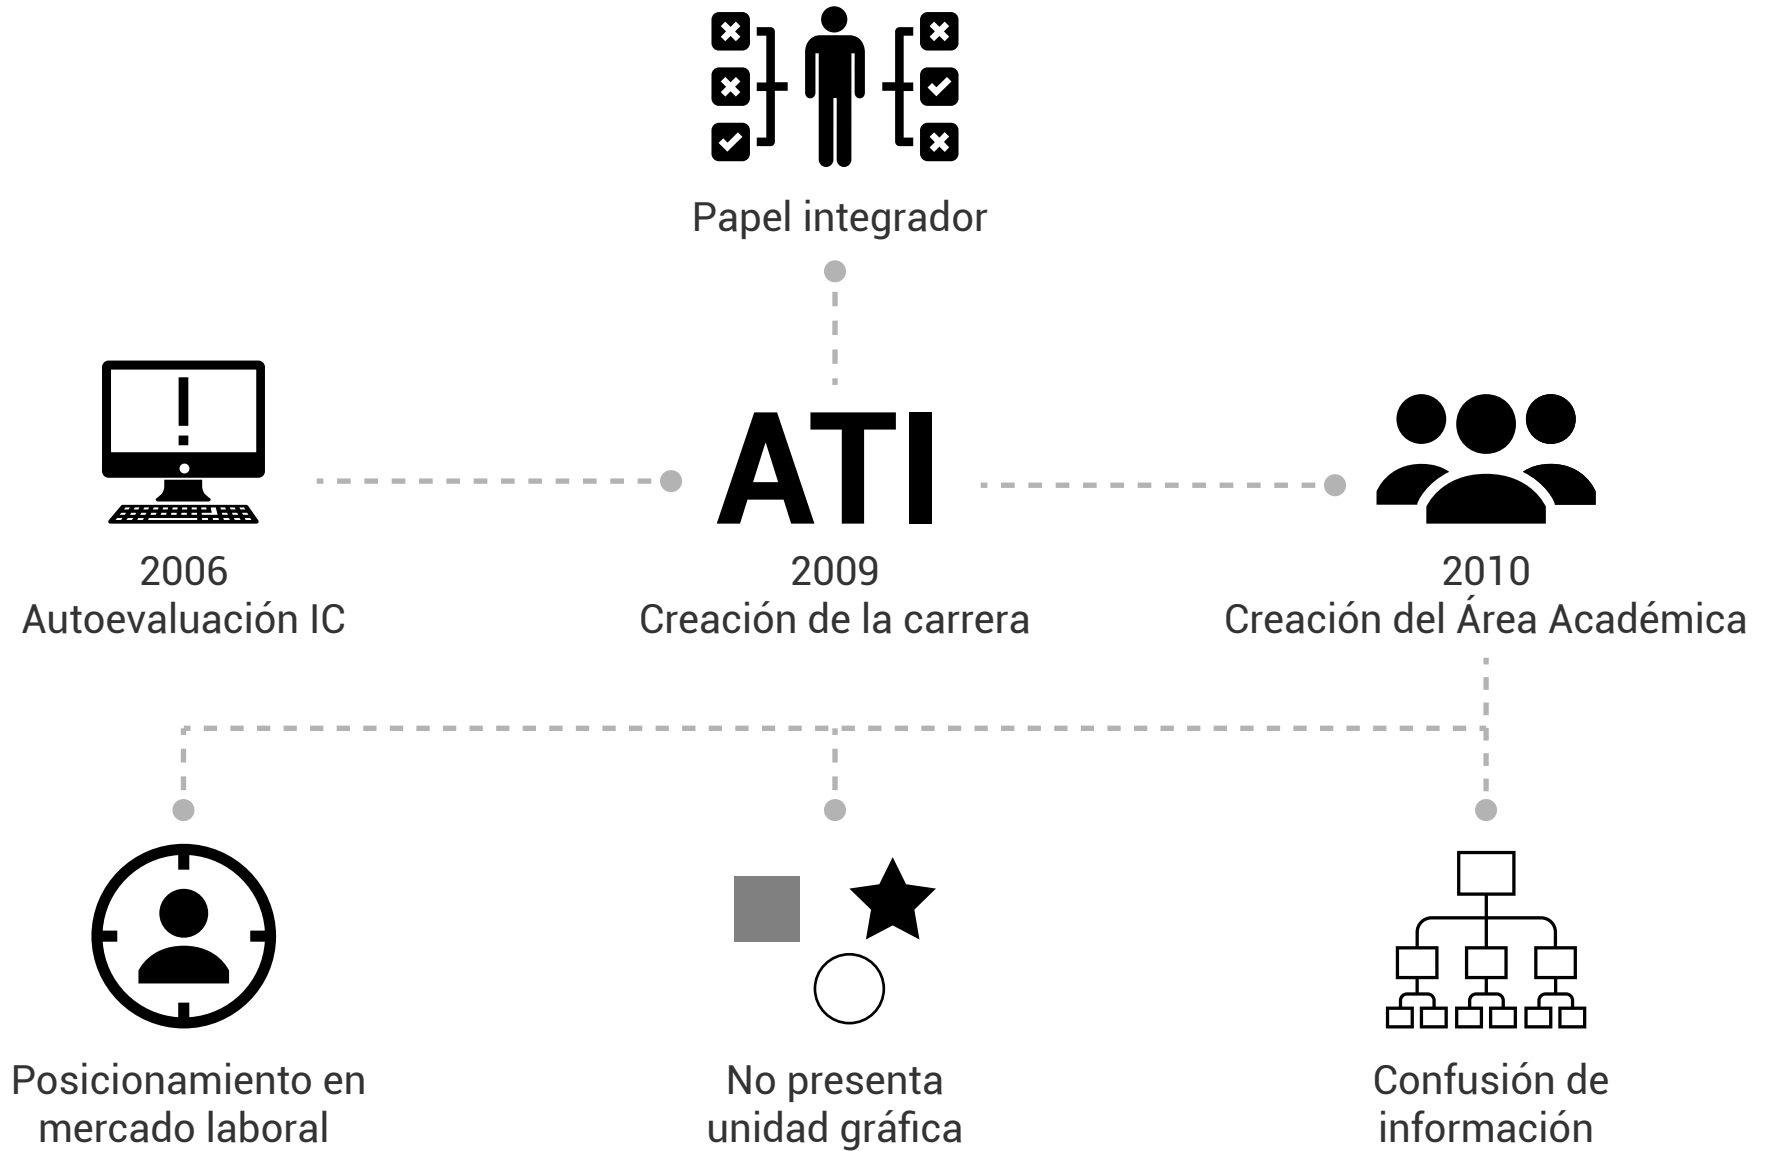 Papel integrador
ATI
2006
Autoevaluación IC
2009
Creación de la carrera
2010
Creación del Área Académica
Posicionamiento en
mercado laboral
No presenta
unidad gráfica
Confusión de
información